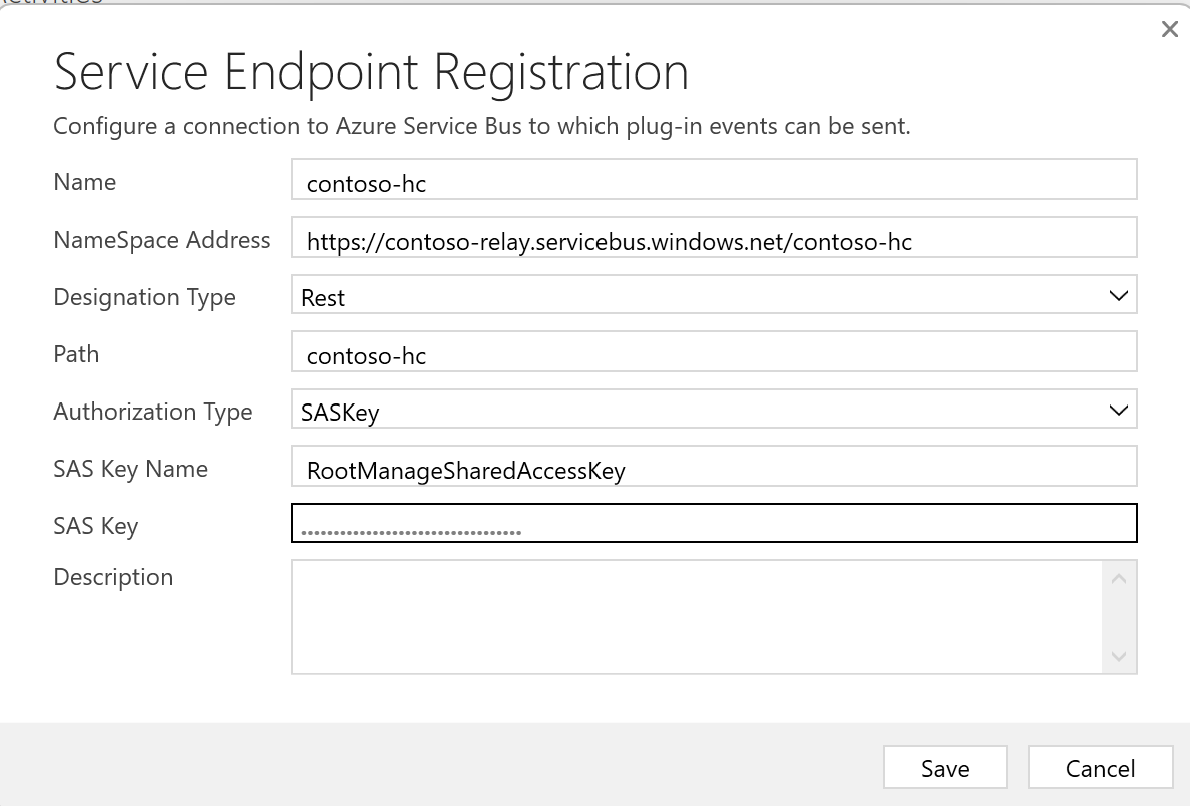 Service Endpoint Registration
Configure a connection to Azure Service Bus to which plug-in events can be sent.
Name contoso-hc
NameSpace Address https://contoso-relay.servicebus.windows.net/contoso-hc
Designation Type Rest
Path contoso-hc
Authorization Type SASKey
SAS Key Name RootManageSharedAccessKey
SAS Key
Description
Save Cancel